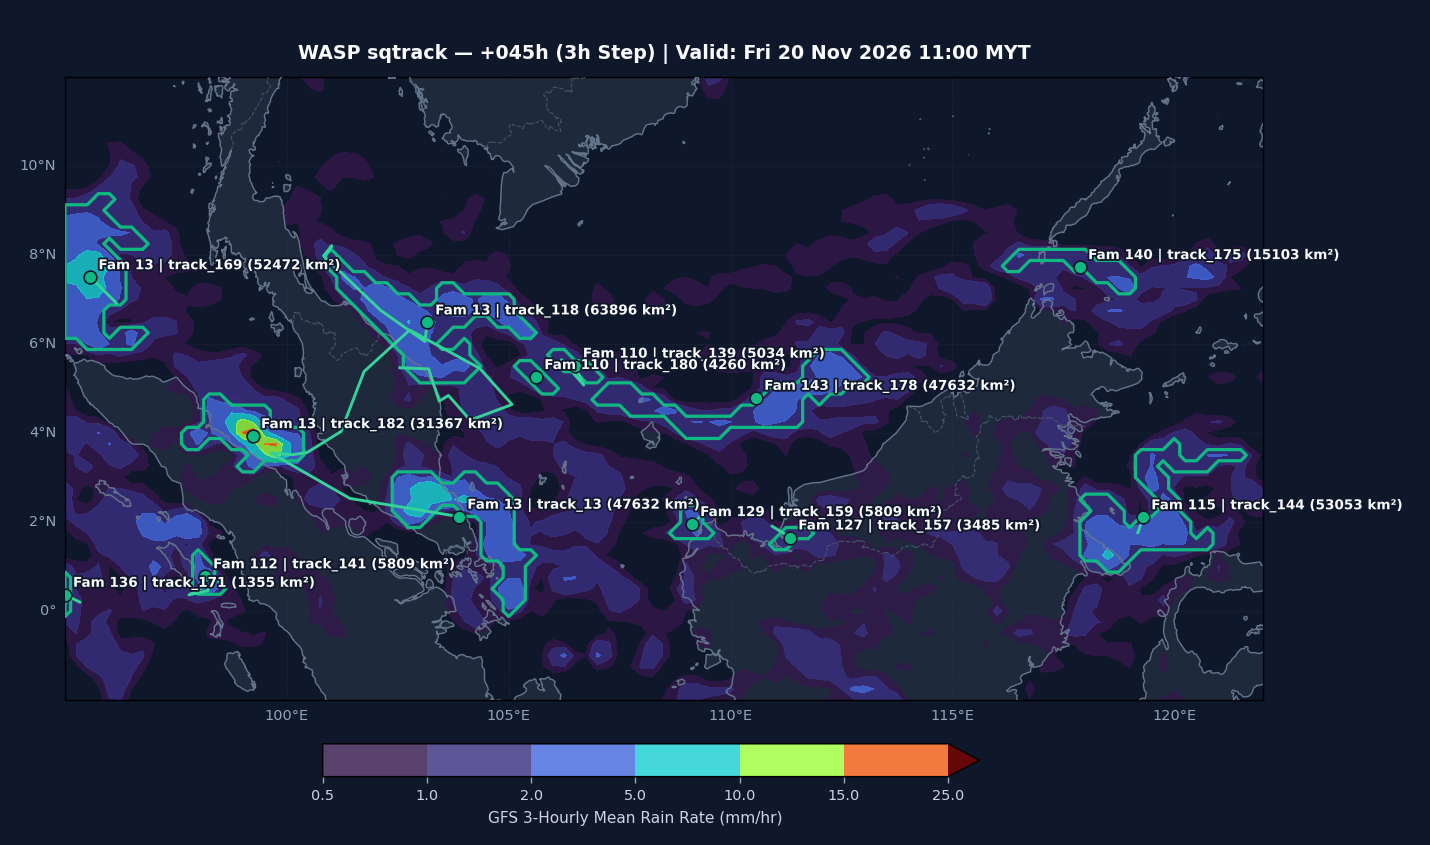 WASP sqtrack — +045h (3h Step) | Valid: Fri 20 Nov 2026 11:00 MYT
10°N
8°N
6°N
4°N
2°N
0°
Fam 140 | track_175 (15103 km²)
Fam 13 | track_169 (52472 km²)
Fam 13 | track_118 (63896 km²)
Fam 110 | track_139 (5034 km²)
Fam 110 | track_180 (4260 km²)
Fam 143 | track_178 (47632 km²)
Fam 13 | track_182 (31367 km²)
Fam 13 | track_13 (47632 km²)
Fam 115 | track_144 (53053 km²)
Fam 129 | track_159 (5809 km²)
Fam 127 | track_157 (3485 km²)
Fam 112 | track_141 (5809 km²)
Fam 136 | track_171 (1355 km²)
100°E 105°E 110°E 115°E 120°E
0.5 1.0 2.0 5.0 10.0 15.0 25.0
GFS 3-Hourly Mean Rain Rate (mm/hr)